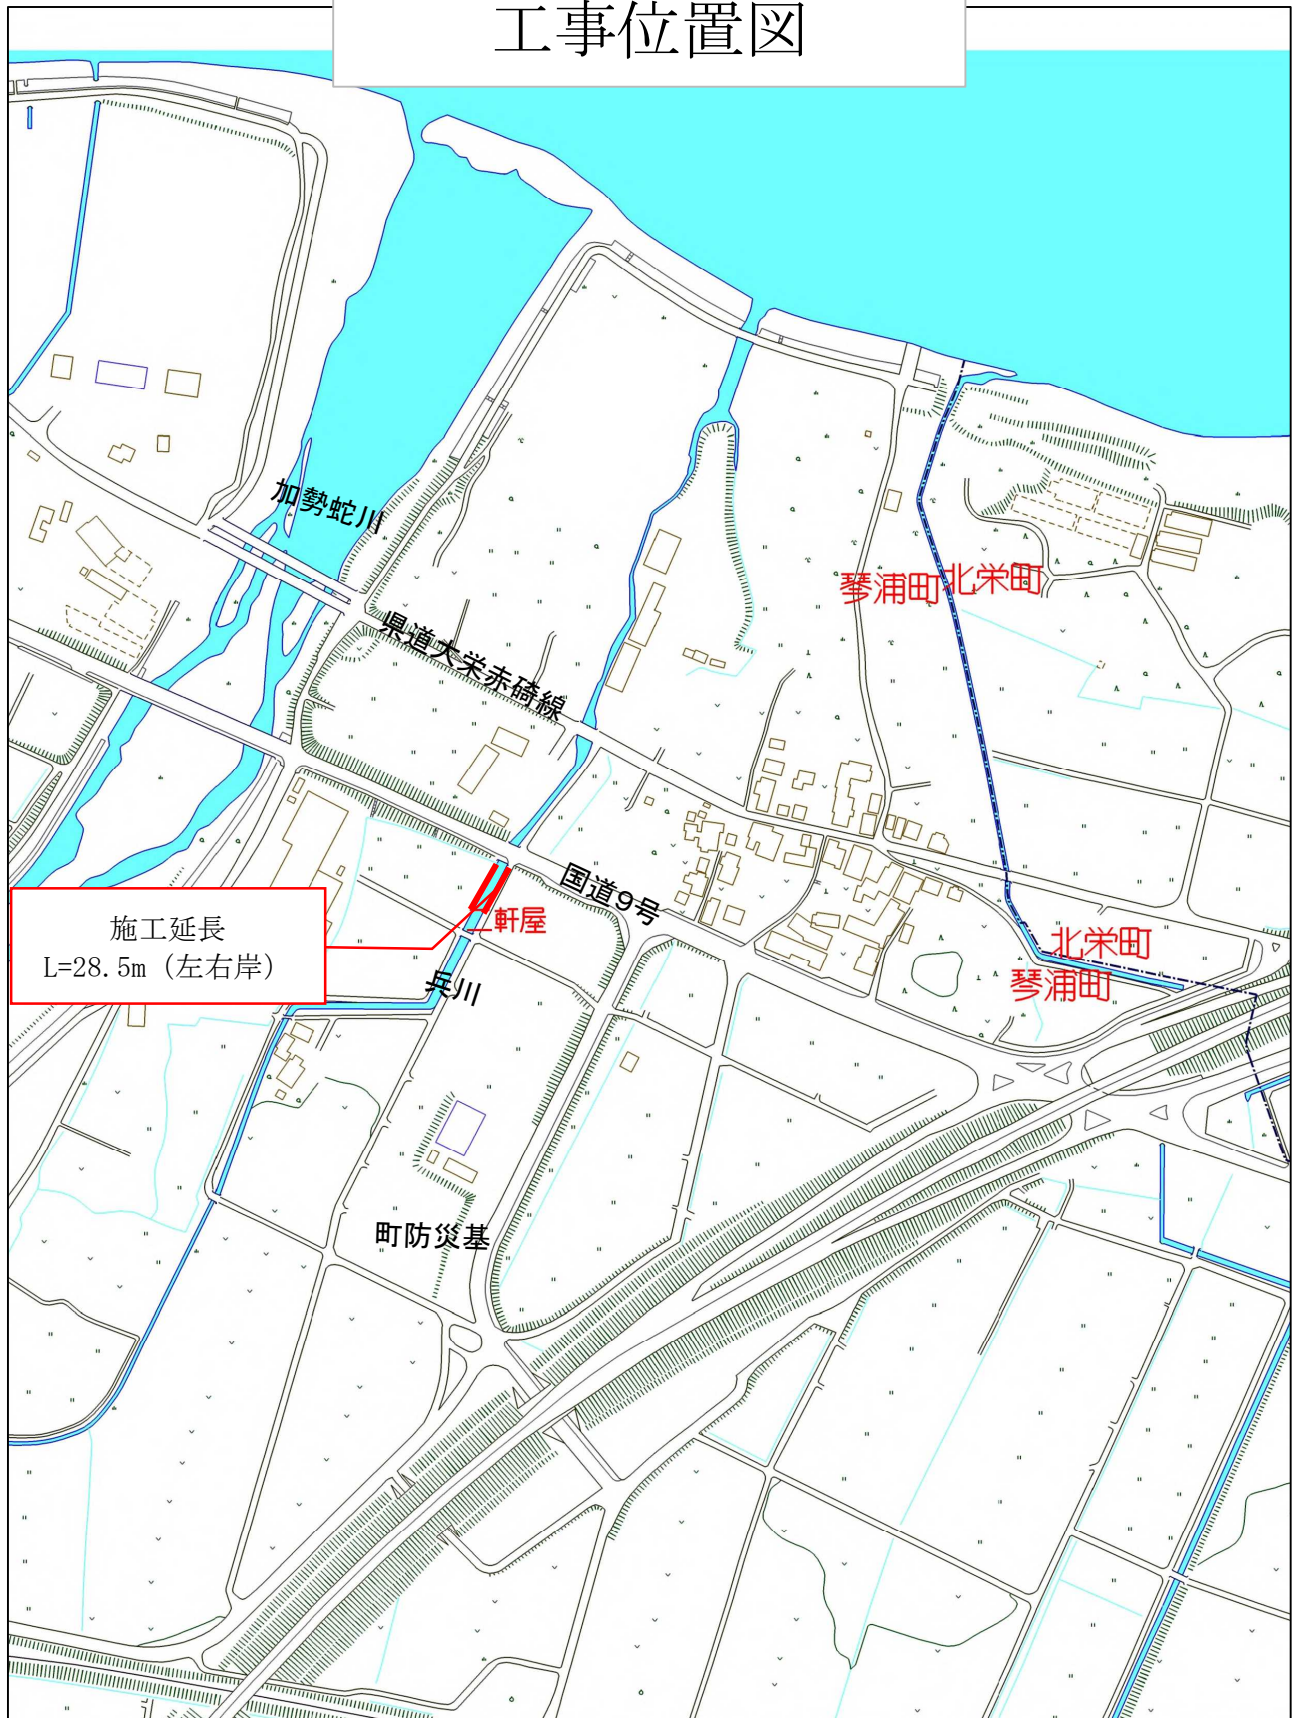 工事位置図
加勢蛇川
琴浦町
北栄町
県道大栄赤碕線
国道9号
軒屋
施工延長
L=28.5m（左右岸）
北栄町
琴浦町
兵川
町防災基